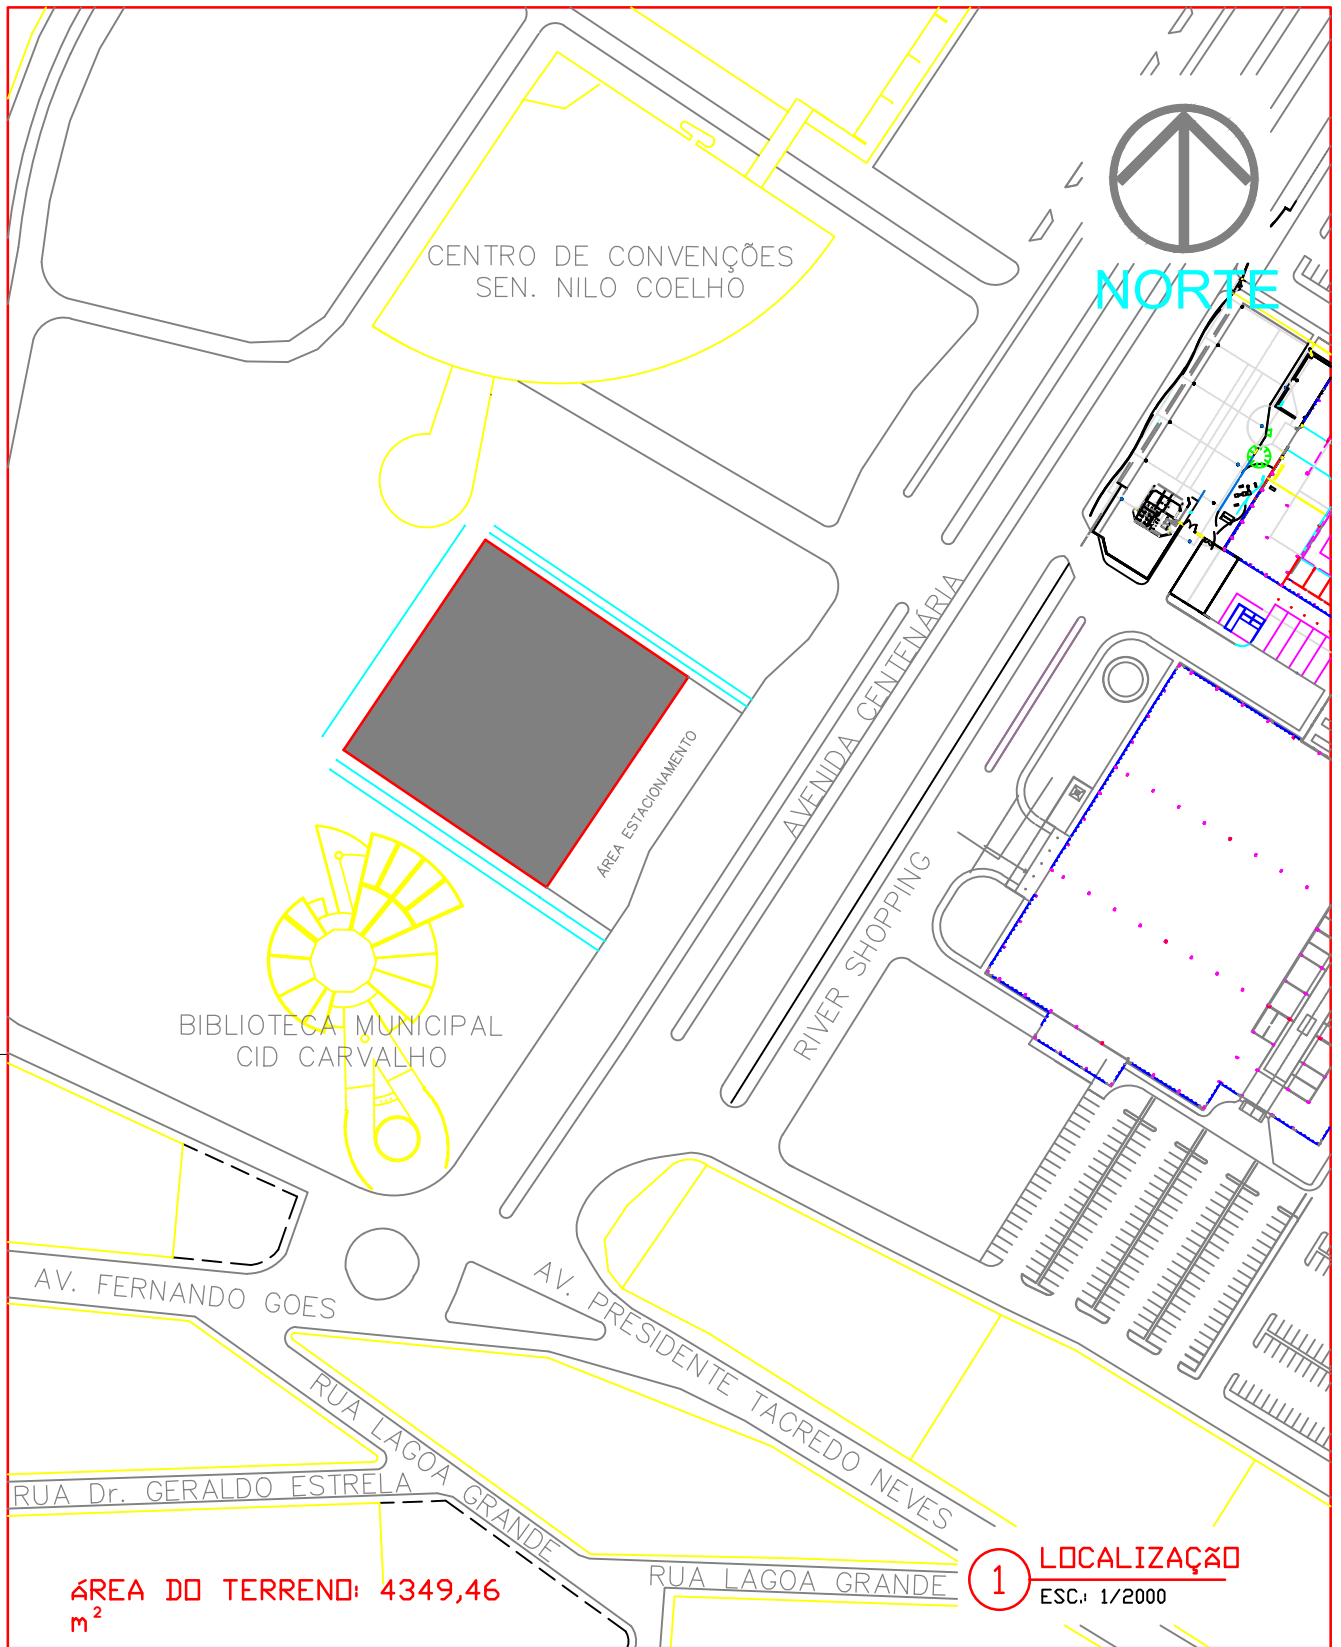 CENTRO DE CONVENÇÕES
SEN. NILO COELHO
NORTE
AVENIDA CENTENÁRIA
ÁREA ESTACIONAMENTO
RIVER SHOPPING
BIBLIOTECA MUNICIPAL
CID CARVALHO
AV. FERNANDO GOES
AV. PRESIDENTE TACREDO NEVES
RUA LAGOA GRANDE
RUA Dr. GERALDO ESTRELA
RUA LAGOA GRANDE
ÁREA DO TERRENO: 4349,46
m²
1
LOCALIZAÇÃO
ESC.: 1/2000